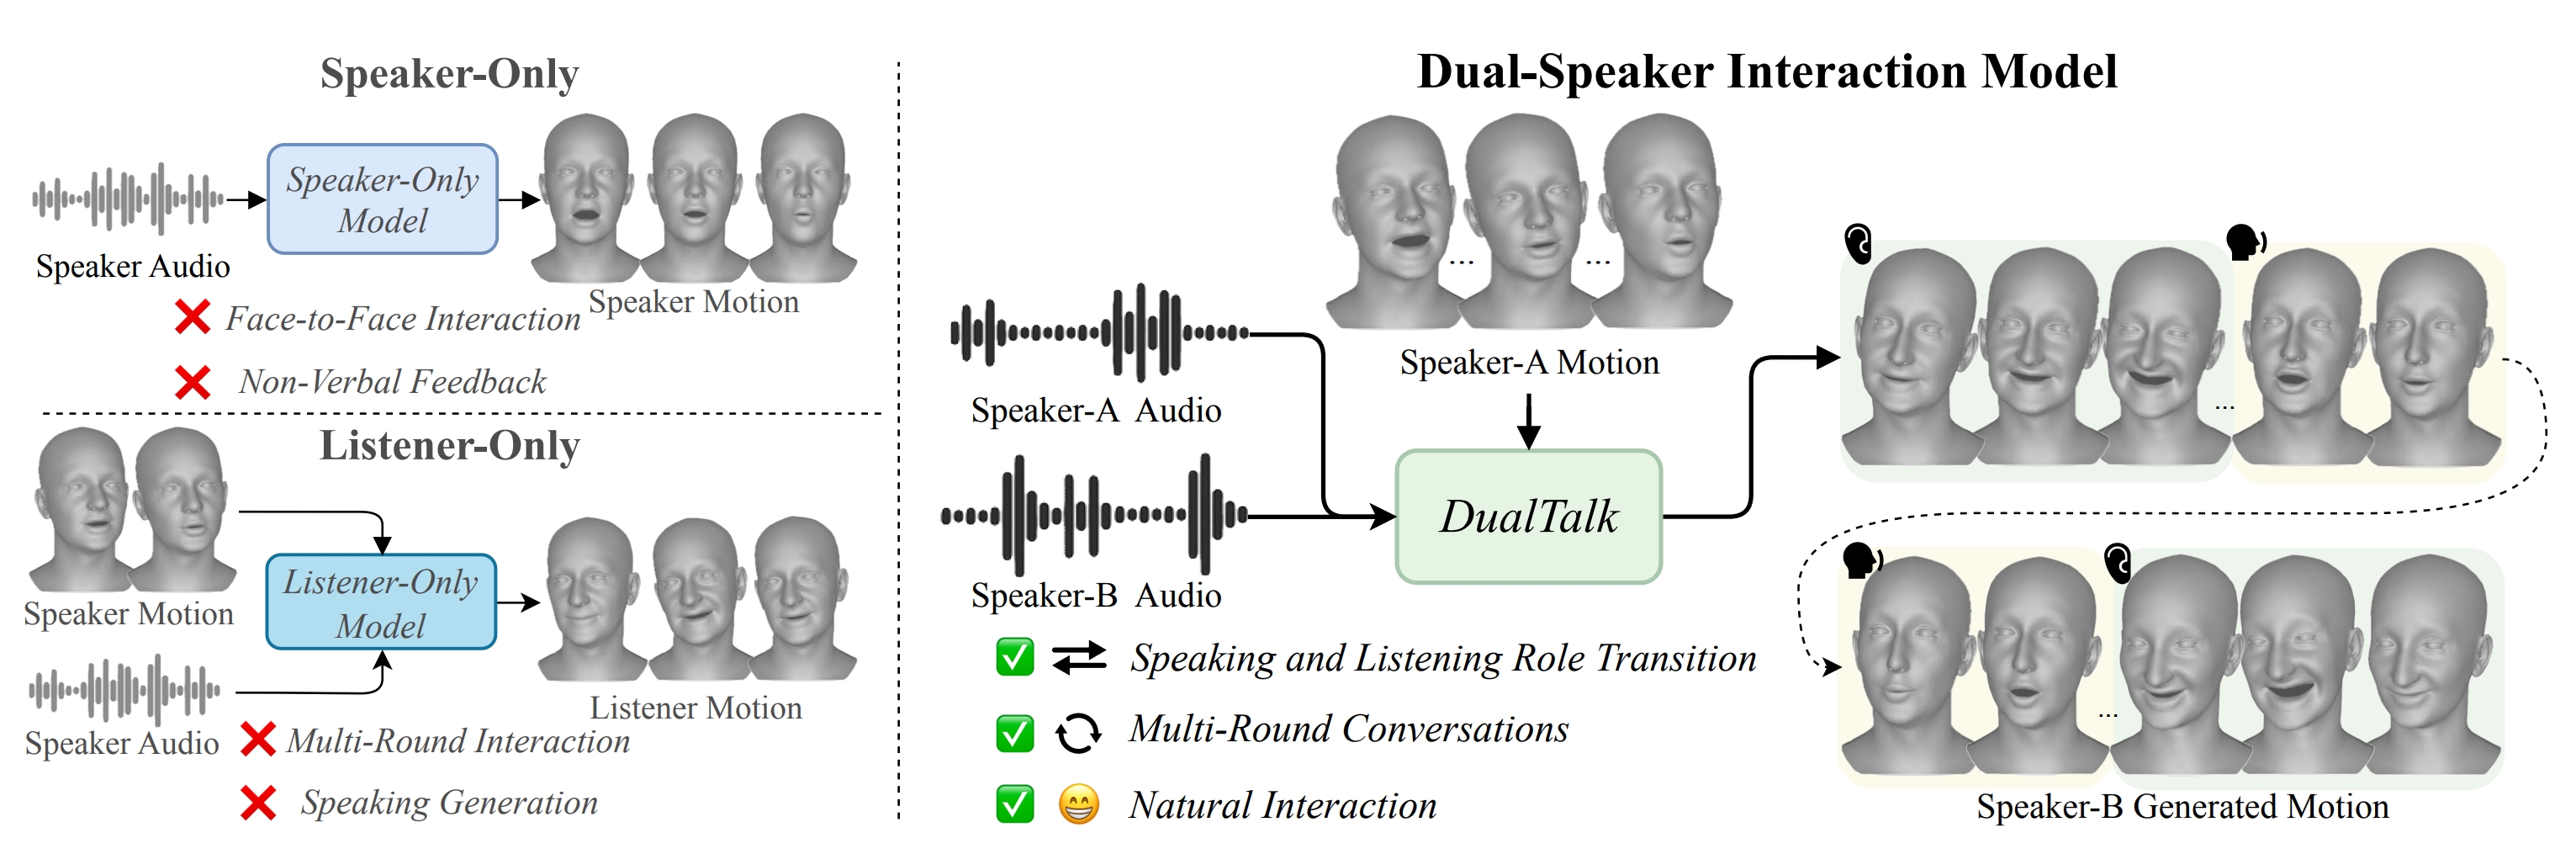 Speaker-Only
Speaker-Only
Model
Speaker Audio
Speaker Motion
Face-to-Face Interaction
Non-Verbal Feedback
Listener-Only
Speaker Motion
Listener-Only
Model
Speaker Audio
Listener Motion
Multi-Round Interaction
Speaking Generation
Dual-Speaker Interaction Model
... ...
Speaker-A Motion
Speaker-A Audio
DualTalk
Speaker-B Audio
Speaking and Listening Role Transition
Multi-Round Conversations
Natural Interaction
...
...
Speaker-B Generated Motion